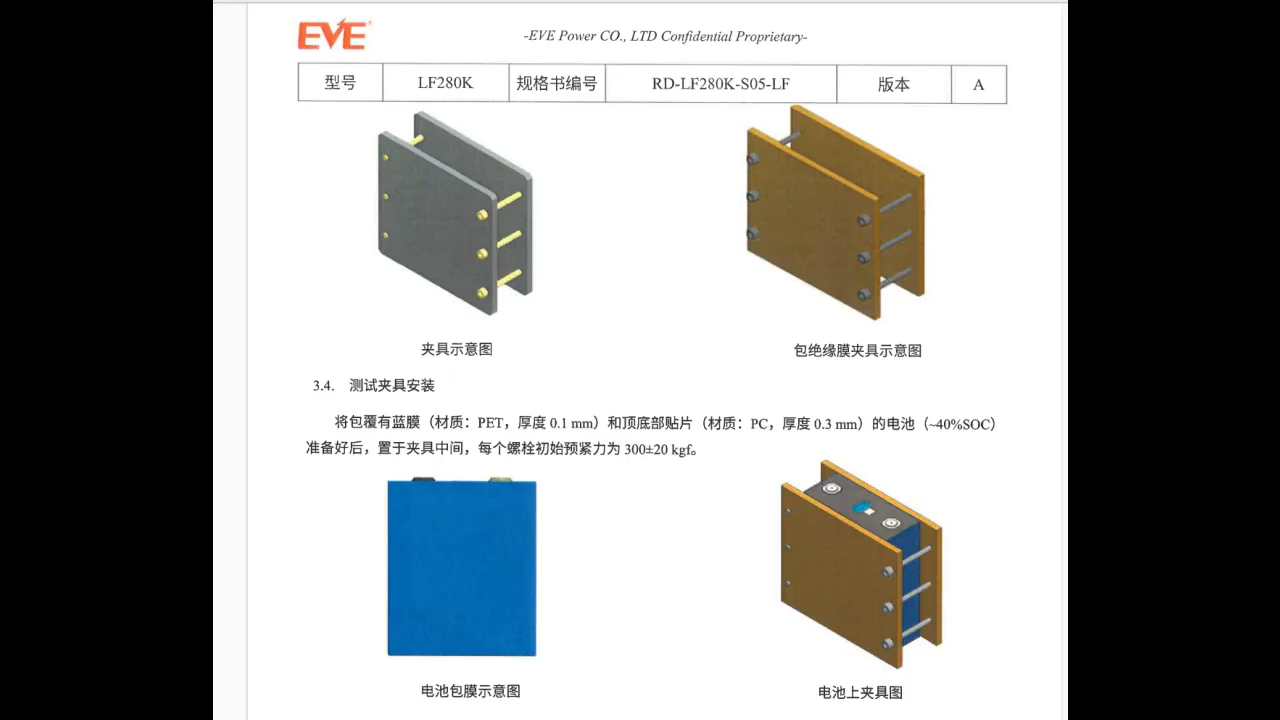 EVE
-EVE Power CO., LTD Confidential Proprietary-
型号 LF280K 规格书编号 RD-LF280K-S05-LF 版本 A
夹具示意图 包绝缘膜夹具示意图
3.4. 测试夹具安装
将包覆有蓝膜（材质：PET，厚度 0.1 mm）和顶底部贴片（材质：PC，厚度 0.3 mm）的电池（~40%SOC）
准备好后，置于夹具中间，每个螺栓初始预紧力为 300±20 kgf。
电池包膜示意图 电池上夹具图